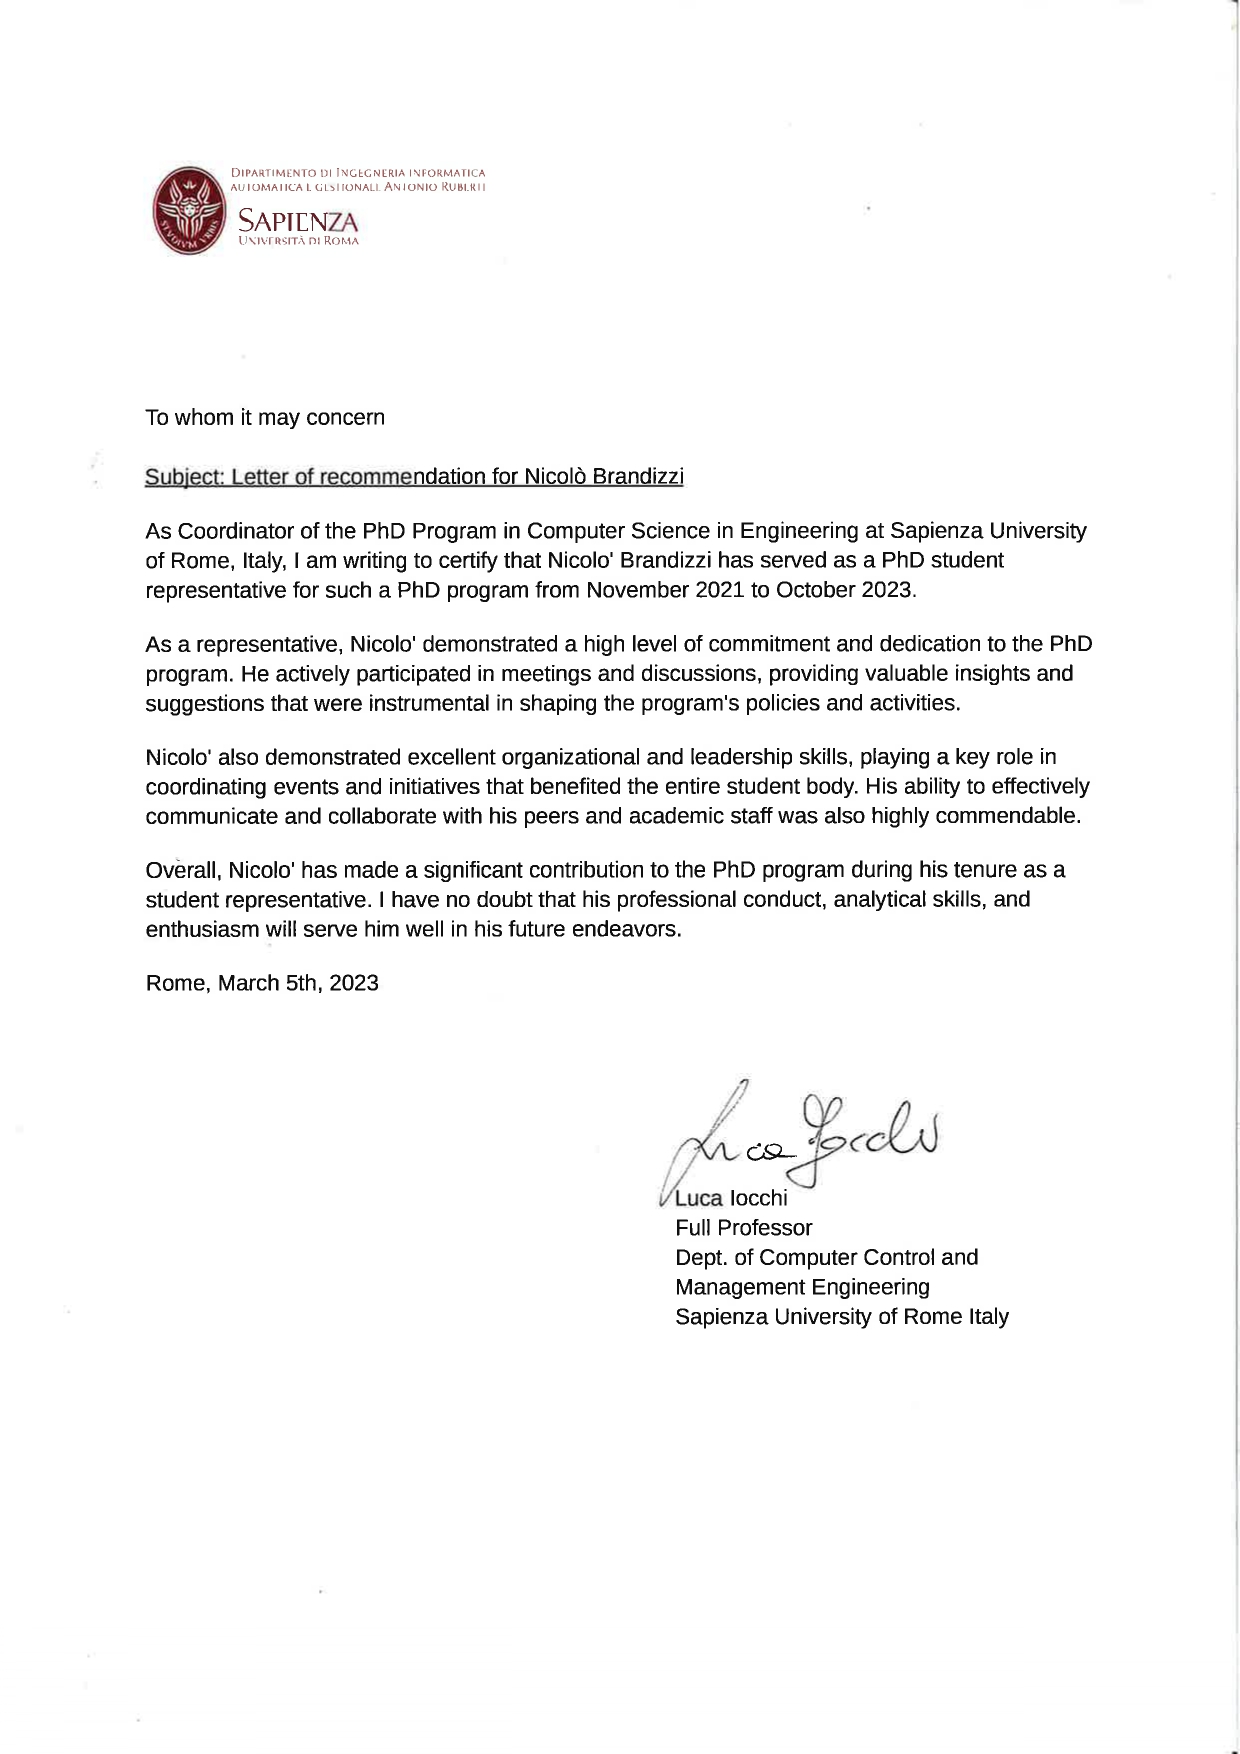 DIPARTIMENTO DI INGEGNERIA INFORMATICA
AUTOMATICA E GESTIONALE ANTONIO RUBERTI
SAPIENZA
UNIVERSITÀ DI ROMA
STVDIVM VRBIS
To whom it may concern
Subject: Letter of recommendation for Nicolò Brandizzi
As Coordinator of the PhD Program in Computer Science in Engineering at Sapienza University
of Rome, Italy, I am writing to certify that Nicolo' Brandizzi has served as a PhD student
representative for such a PhD program from November 2021 to October 2023.
As a representative, Nicolo' demonstrated a high level of commitment and dedication to the PhD
program. He actively participated in meetings and discussions, providing valuable insights and
suggestions that were instrumental in shaping the program's policies and activities.
Nicolo' also demonstrated excellent organizational and leadership skills, playing a key role in
coordinating events and initiatives that benefited the entire student body. His ability to effectively
communicate and collaborate with his peers and academic staff was also highly commendable.
Overall, Nicolo' has made a significant contribution to the PhD program during his tenure as a
student representative. I have no doubt that his professional conduct, analytical skills, and
enthusiasm will serve him well in his future endeavors.
Rome, March 5th, 2023
Luca Iocchi
Luca Iocchi
Full Professor
Dept. of Computer Control and
Management Engineering
Sapienza University of Rome Italy